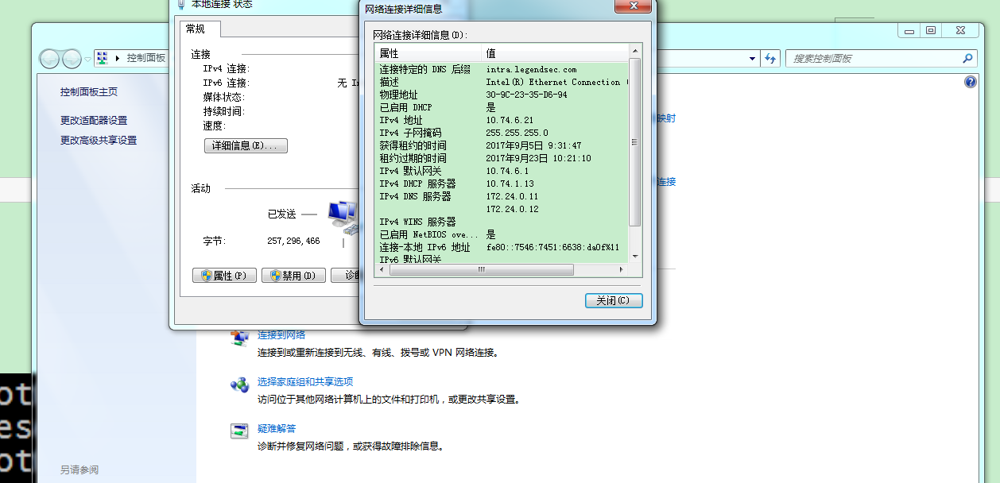 本地连接 状态
网络连接详细信息
常规
网络连接详细信息(D):
控制面板
搜索控制面板
连接
IPv4 连接:
IPv6 连接:
无
媒体状态:
持续时间:
速度:
详细信息(E)...
属性 值
连接特定的 DNS 后缀 intra.legendsec.com
描述 Intel(R) Ethernet Connection
物理地址 30-9C-23-35-D6-94
已启用 DHCP 是
IPv4 地址 10.74.6.21
IPv4 子网掩码 255.255.255.0
获得租约的时间 2017年9月5日 9:31:47
租约过期的时间 2017年9月23日 10:21:10
IPv4 默认网关 10.74.6.1
IPv4 DHCP 服务器 10.74.1.13
IPv4 DNS 服务器 172.24.0.11
172.24.0.12
IPv4 WINS 服务器
已启用 NetBIOS ove... 是
连接-本地 IPv6 地址 fe80::7546:7451:6638:da0f%11
IPv6 默认网关
关闭(C)
控制面板主页
更改适配器设置
更改高级共享设置
映射
连接
活动
已发送
字节: 257,296,466
属性(P) 禁用(D) 诊
连接到网络
连接到或重新连接到无线、有线、拨号或 VPN 网络连接。
选择家庭组和共享选项
访问位于其他网络计算机上的文件和打印机，或更改共享设置。
疑难解答
诊断并修复网络问题，或获得故障排除信息。
另请参阅
ot
es
ot